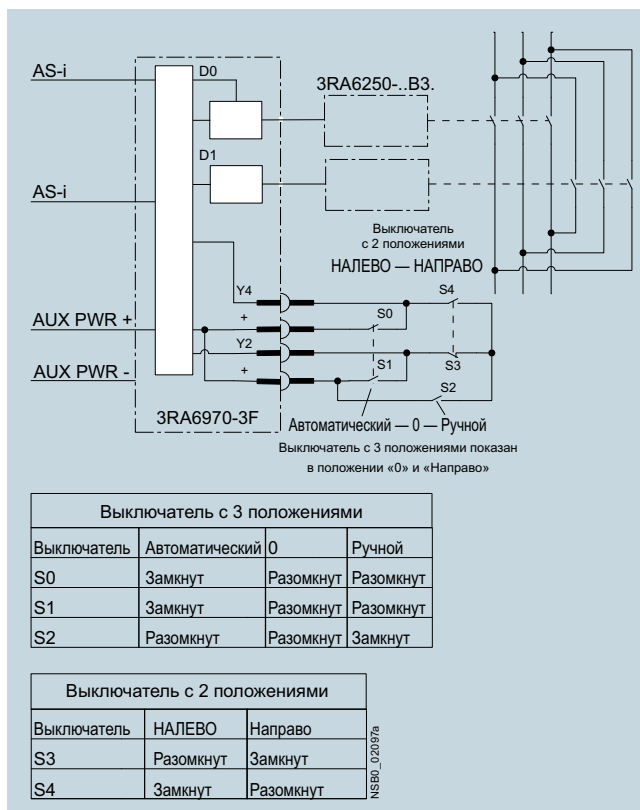 AS-i
D0
3RA6250-..B3.
D1
AS-i
Выключатель
с 2 положениями
НАЛЕВО — НАПРАВО
Y4
S4
+
S0
AUX PWR +
Y2
S1
S3
+
S2
AUX PWR -
3RA6970-3F
Автоматический — 0 — Ручной
Выключатель с 3 положениями показан
в положении «0» и «Направо»
Выключатель с 3 положениями
Выключатель Автоматический 0 Ручной
S0 Замкнут Разомкнут Разомкнут
S1 Замкнут Разомкнут Разомкнут
S2 Разомкнут Разомкнут Замкнут
Выключатель с 2 положениями
Выключатель НАЛЕВО Направо
S3 Разомкнут Замкнут
S4 Замкнут Разомкнут
NSB0_02097a